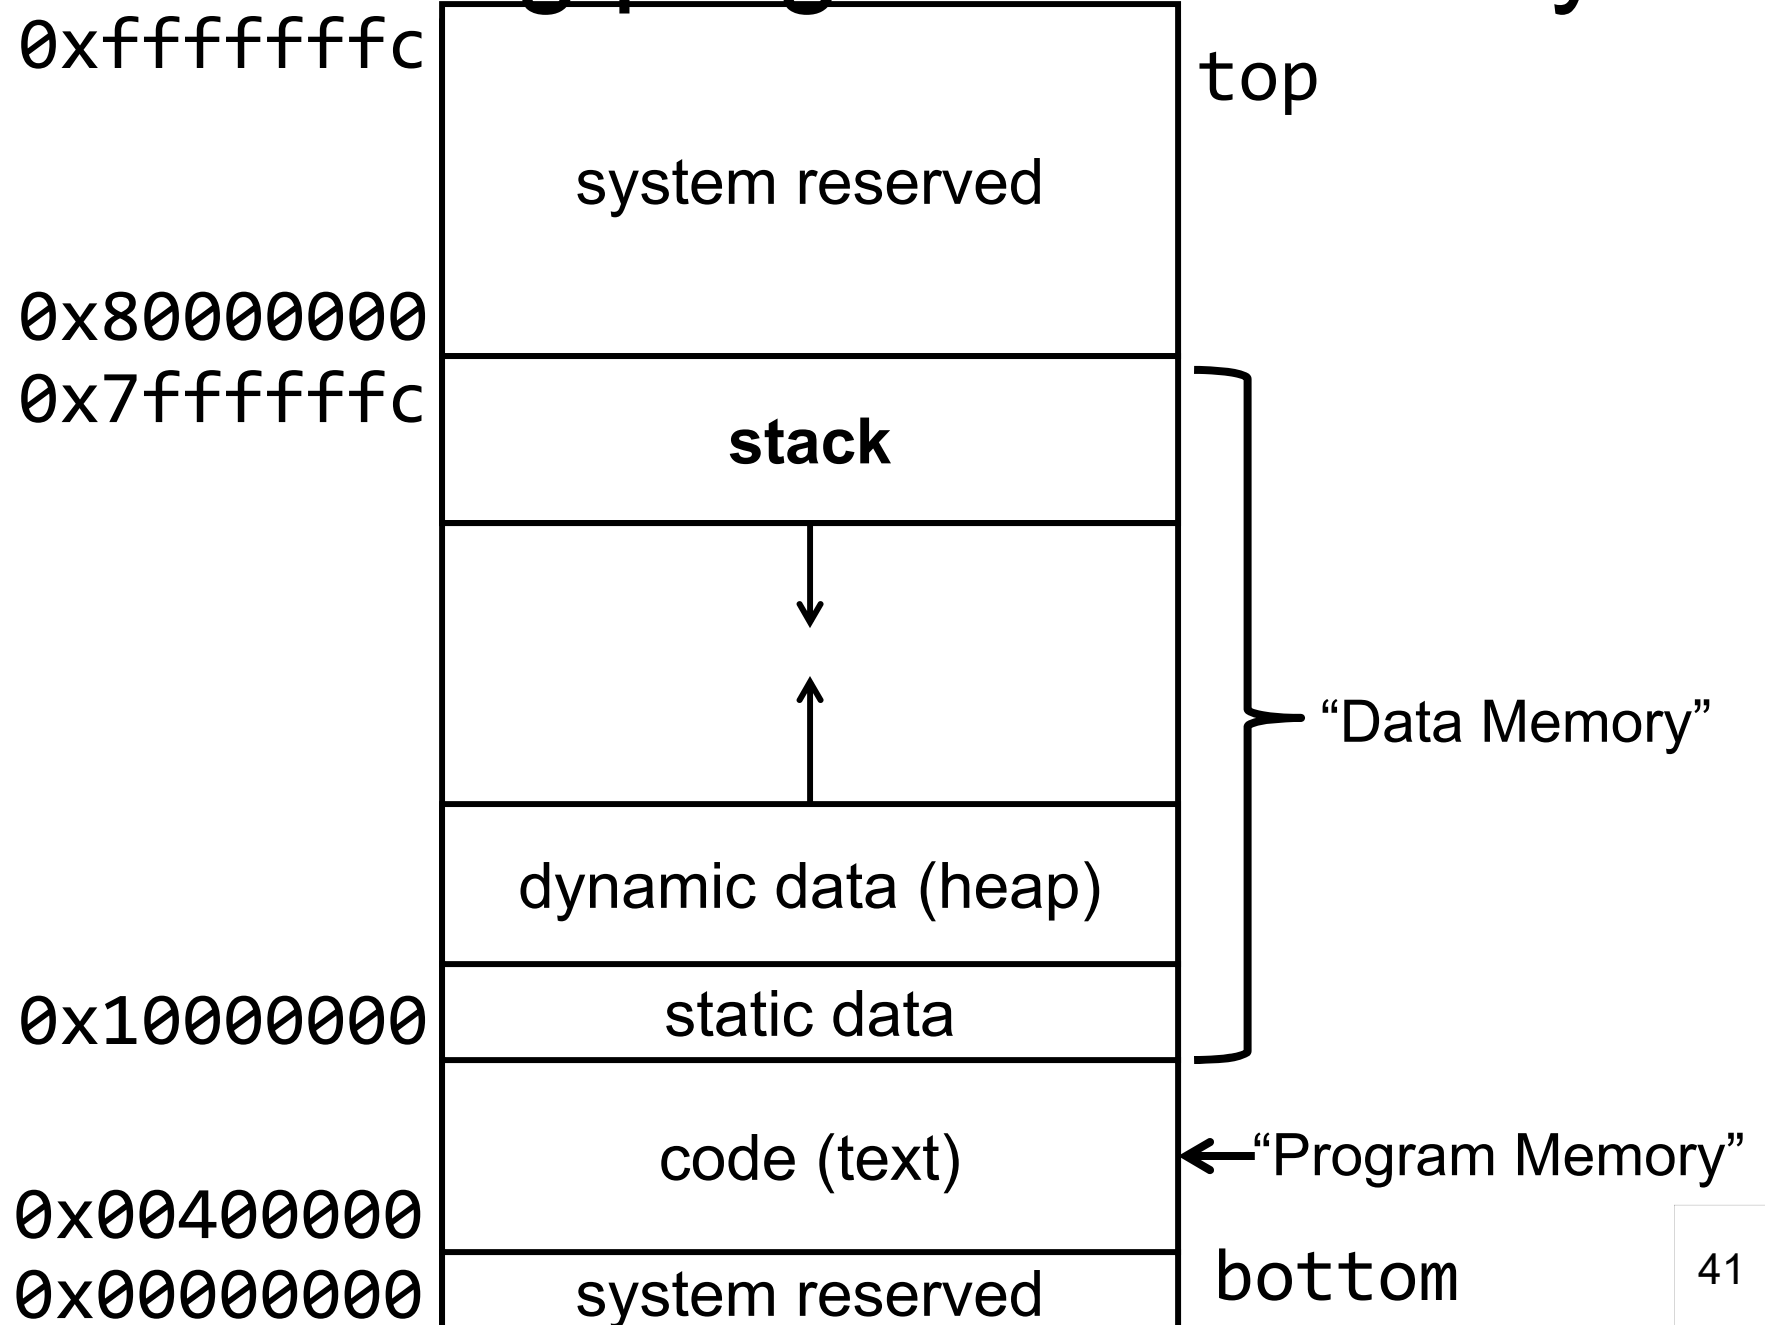 0xfffffffc
top
system reserved
0x80000000
0x7ffffffc
stack
“Data Memory”
dynamic data (heap)
0x10000000
static data
code (text)
“Program Memory”
0x00400000
bottom
0x00000000
system reserved
41